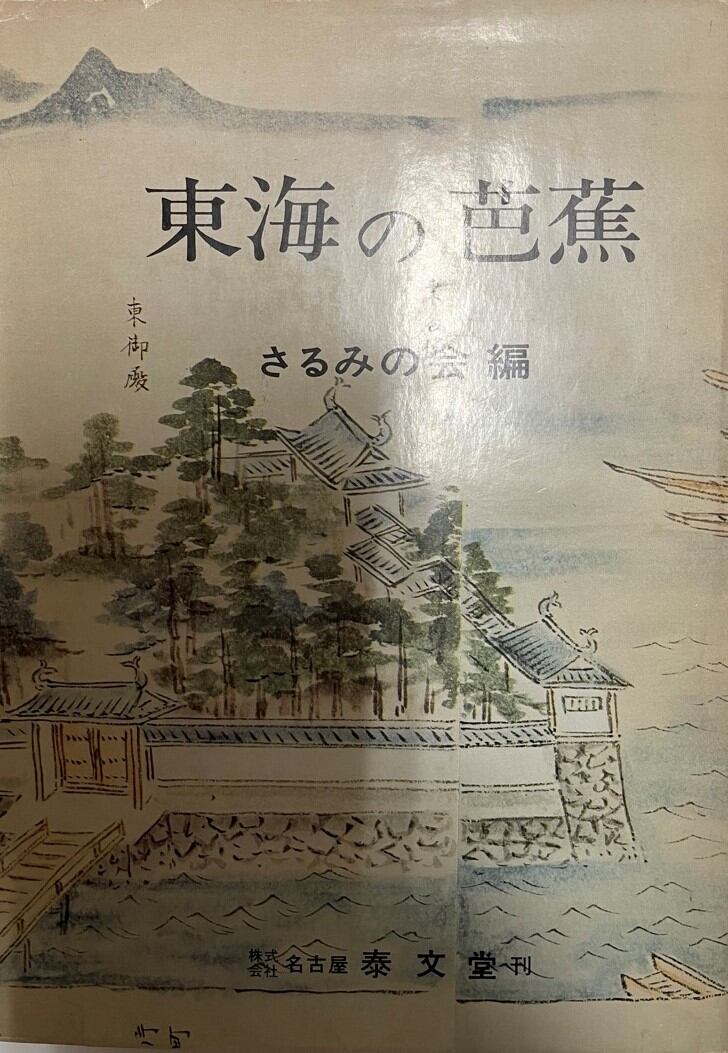 東海の芭蕉
東御殿
さるみの会 編
株式会社 名古屋 泰文堂 刊
町